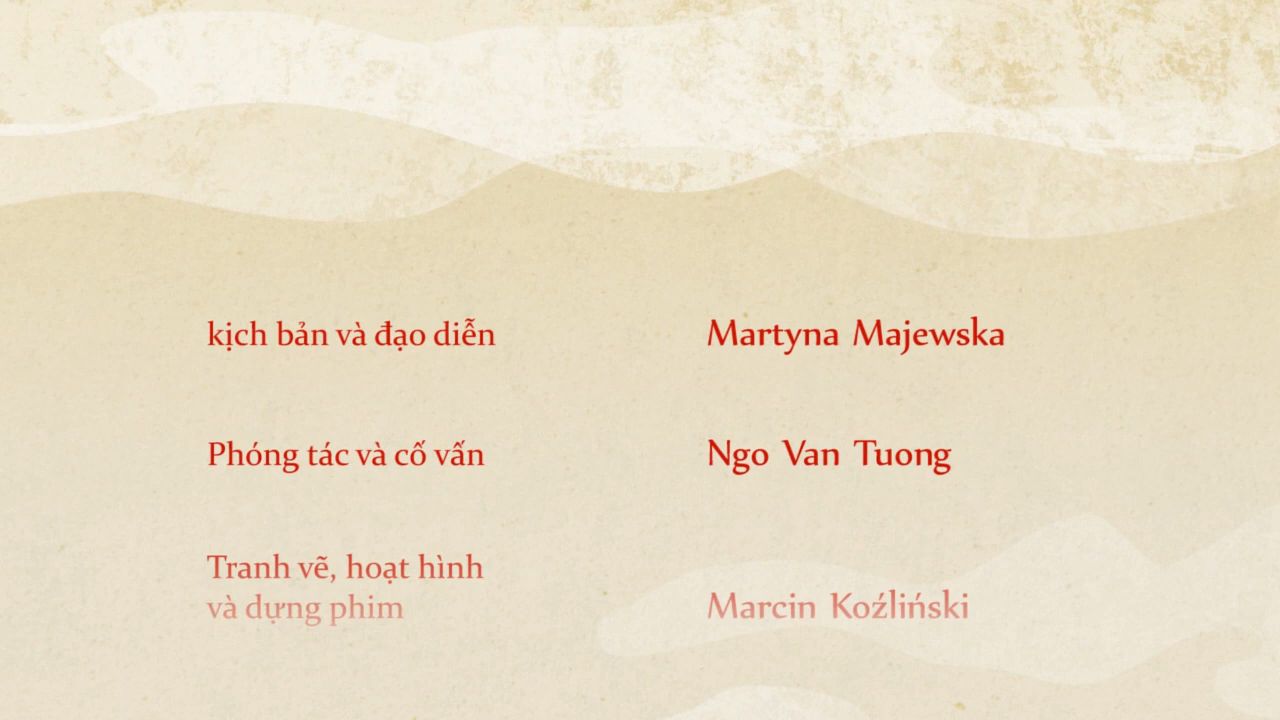 kịch bản và đạo diễn Martyna Majewska
Phóng tác và cố vấn Ngo Van Tuong
Tranh vẽ, hoạt hình
và dựng phim Marcin Koźliński